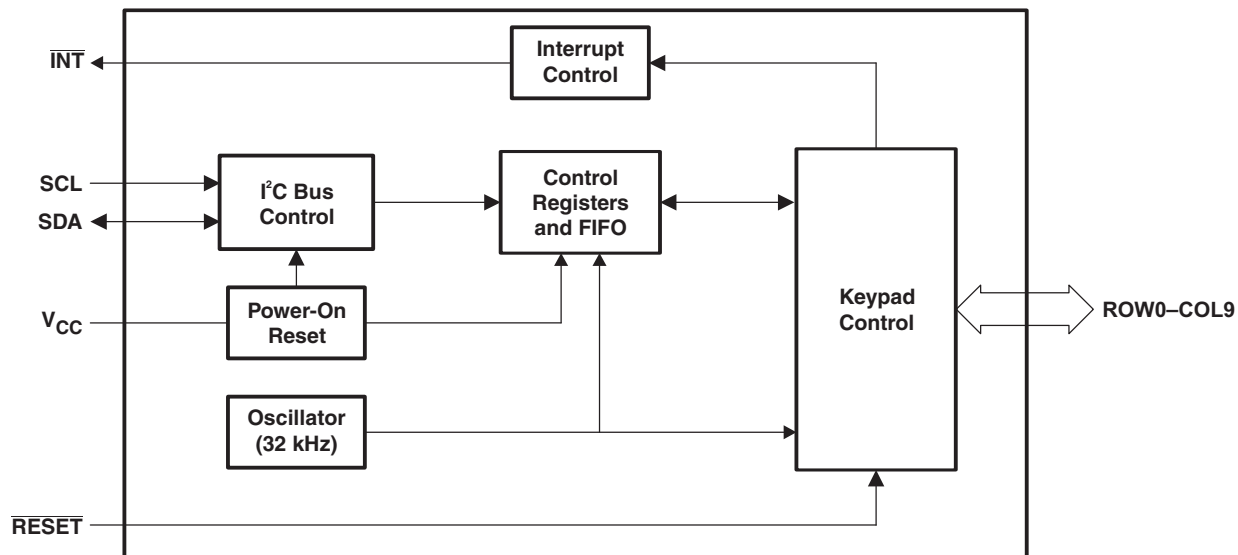 INT
Interrupt
Control
SCL
SDA
I²C Bus
Control
Control
Registers
and FIFO
VCC
Power-On
Reset
Keypad
Control
ROW0–COL9
Oscillator
(32 kHz)
RESET